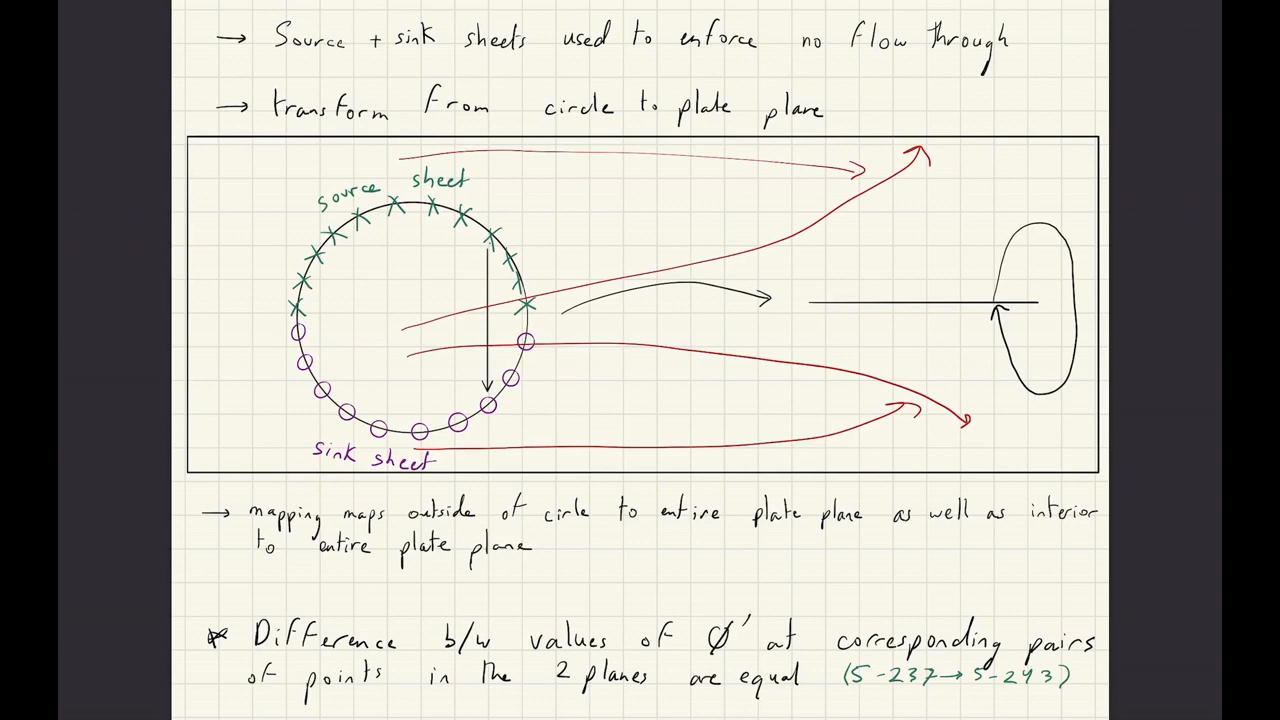 → Source + sink sheets used to enforce no flow through
→ transform from circle to plate plane
source sheet
sink sheet
→ mapping maps outside of cirle to entire plate plane as well as interior
to entire plate plane
* Difference b/w values of Ø' at corresponding pairs
of points in the 2 planes are equal (5-237→5-243)